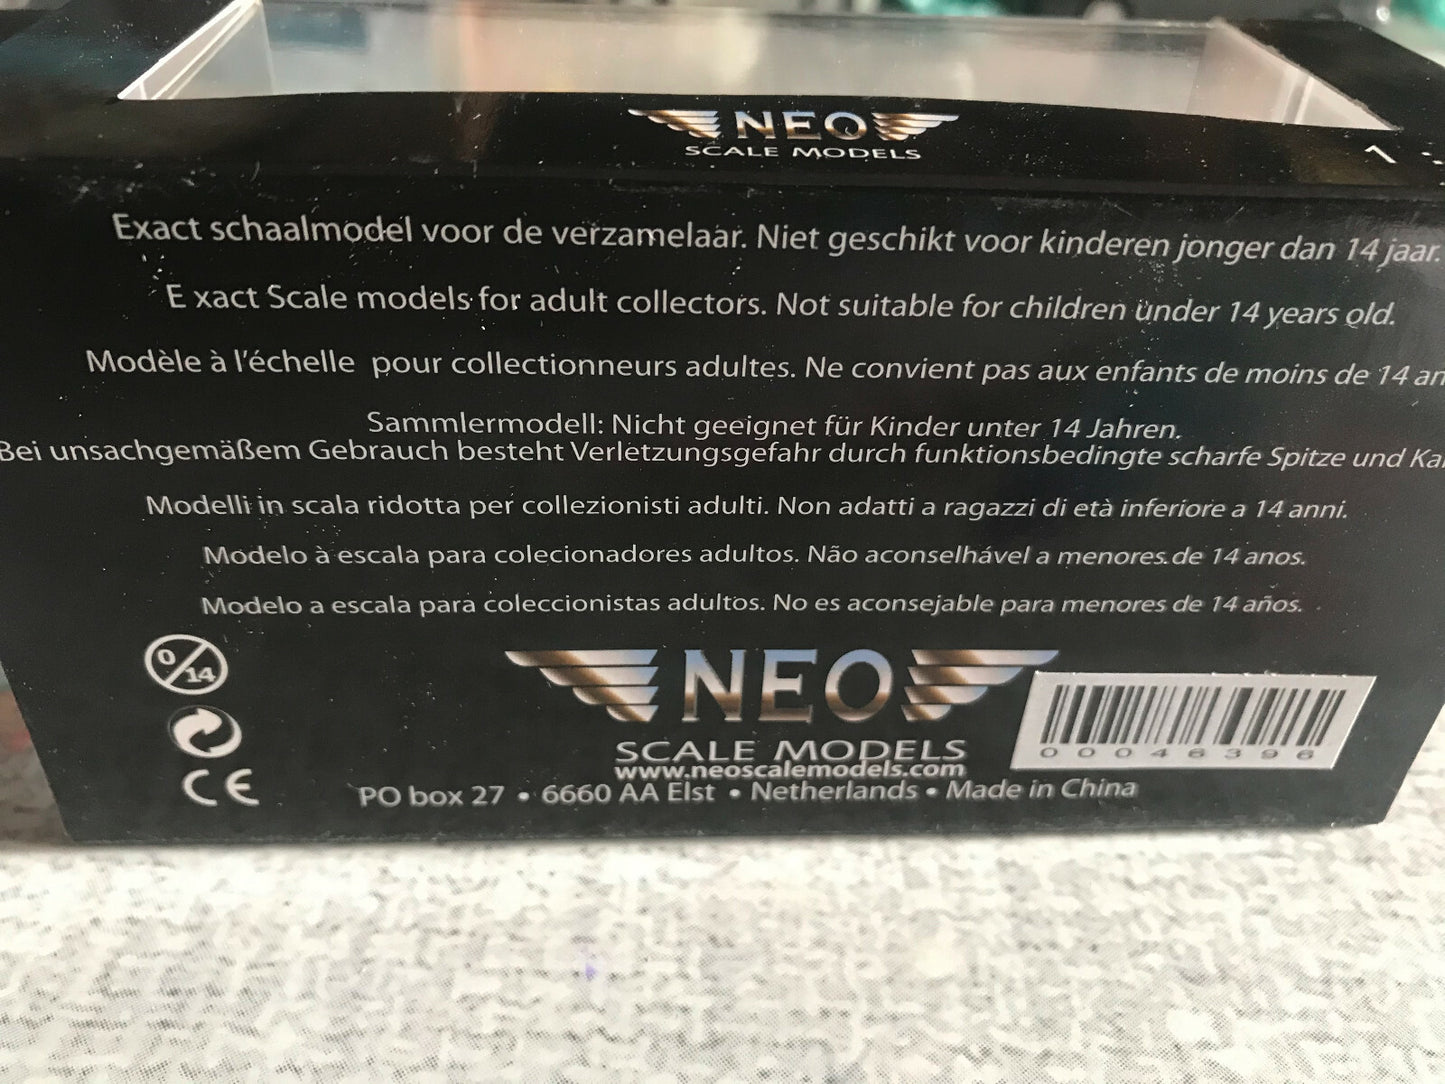 NEO
SCALE MODELS
Exact schaalmodel voor de verzamelaar. Niet geschikt voor kinderen jonger dan 14 jaar.
E xact Scale models for adult collectors. Not suitable for children under 14 years old.
Modèle à l'échelle pour collectionneurs adultes. Ne convient pas aux enfants de moins de 14 an
Sammlermodell: Nicht geeignet für Kinder unter 14 Jahren.
Bei unsachgemäßem Gebrauch besteht Verletzungsgefahr durch funktionsbedingte scharfe Spitze und Ka
Modelli in scala ridotta per collezionisti adulti. Non adatti a ragazzi di età inferiore a 14 anni.
Modelo à escala para colecionadores adultos. Não aconselhável a menores de 14 anos.
Modelo a escala para coleccionistas adultos. No es aconsejable para menores de 14 años.
0/14
CE
NEO
SCALE MODELS
www.neoscalemodels.com
PO box 27 • 6660 AA Elst • Netherlands • Made in China
00046396